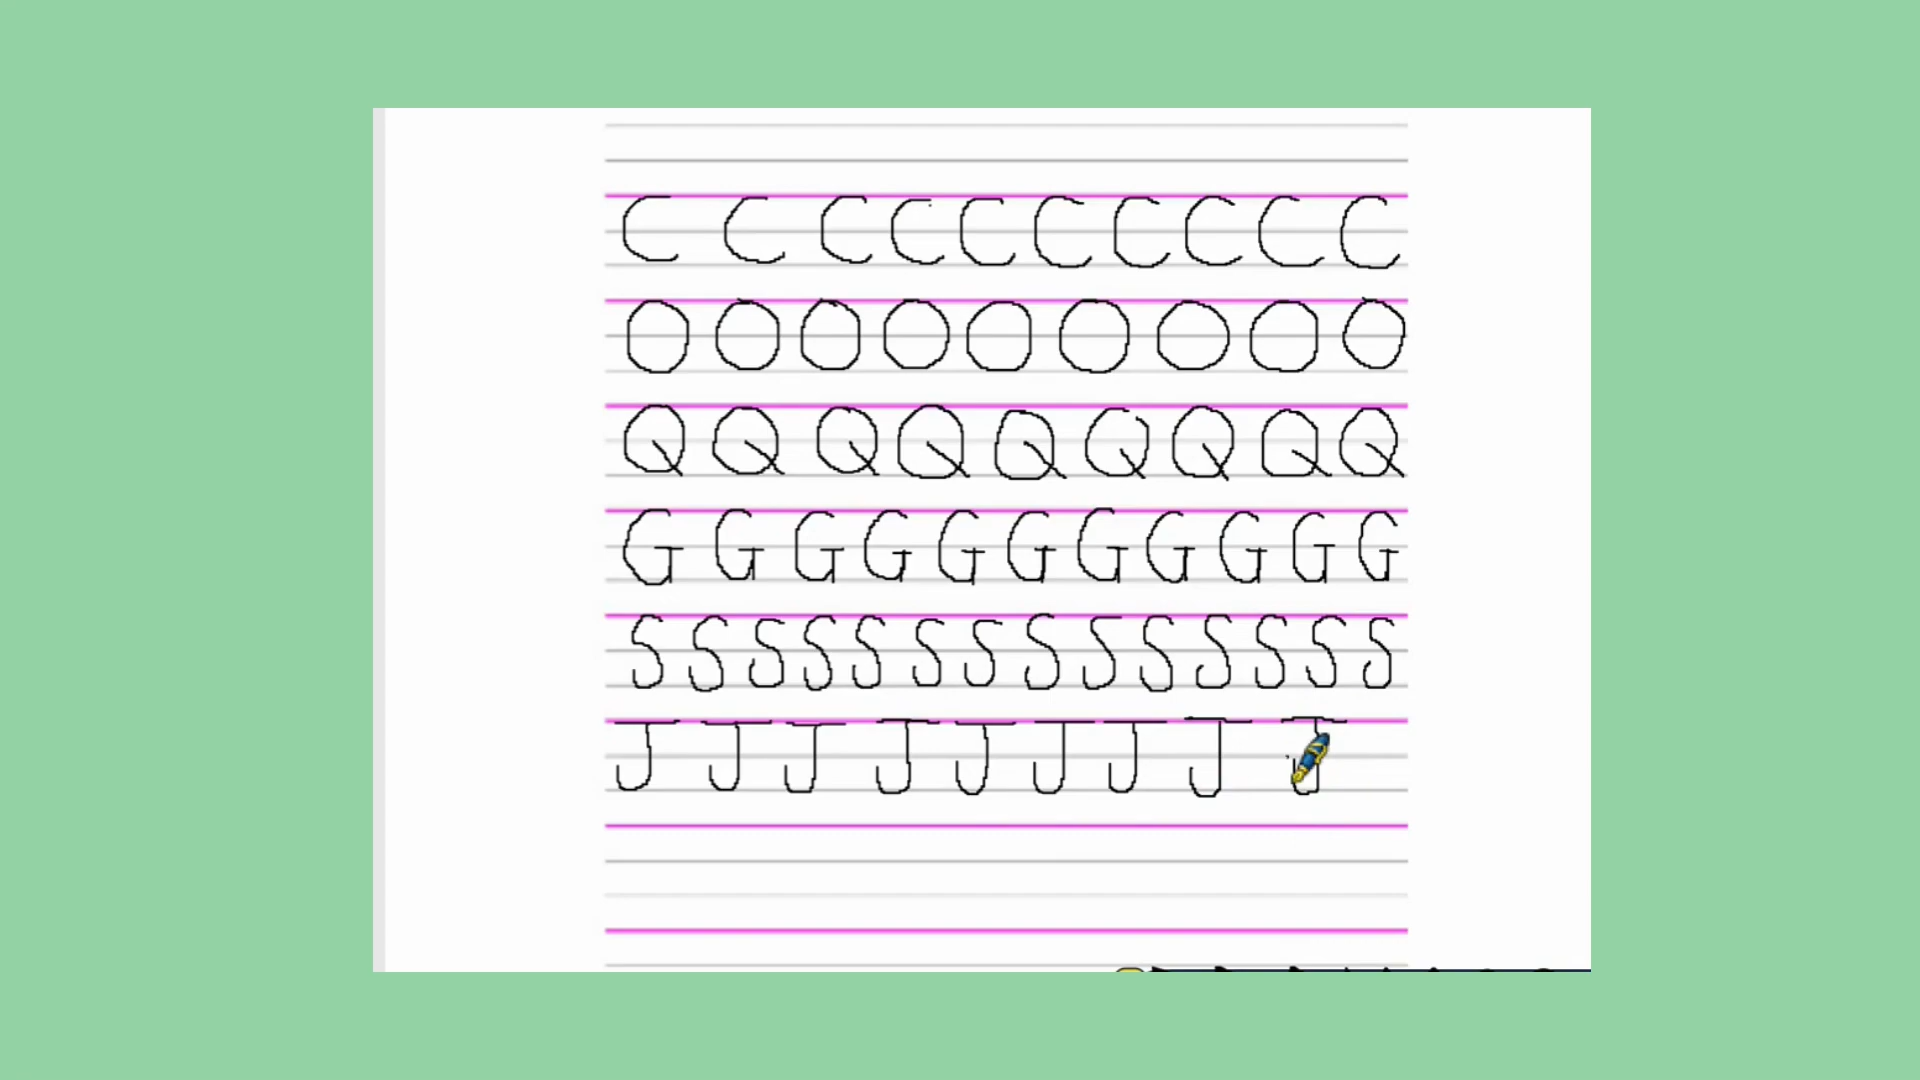 C C C C C C C C C C
O O O O O O O O O
Q Q Q Q Q Q Q Q Q
G G G G G G G G G G G
S S S S S S S S S S S S S S
J J J J J J J J J